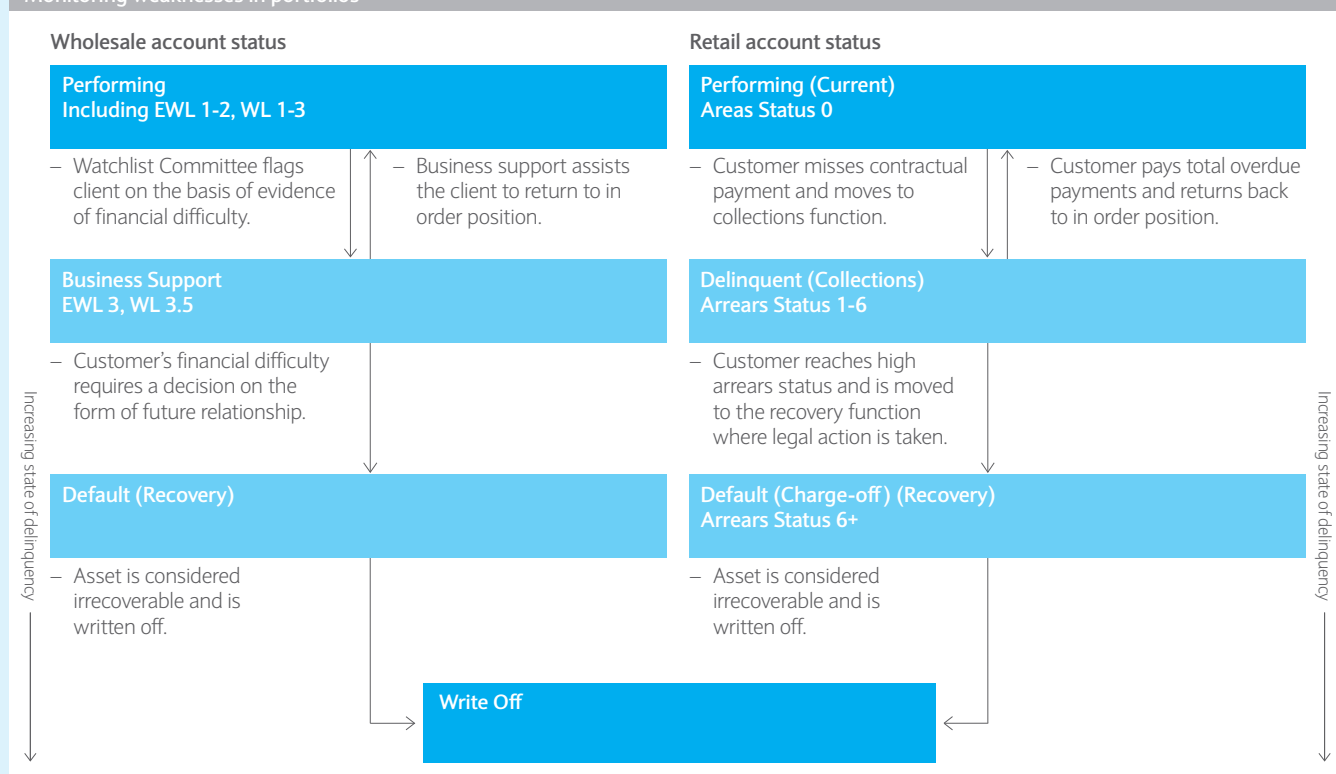 Monitoring weaknesses in portfolios
Wholesale account status
Performing
Including EWL 1-2, WL 1-3
– Watchlist Committee flags
client on the basis of evidence
of financial difficulty.
– Business support assists
the client to return to in
order position.
Business Support
EWL 3, WL 3.5
– Customer’s financial difficulty
requires a decision on the
form of future relationship.
Default (Recovery)
– Asset is considered
irrecoverable and is
written off.
Increasing state of delinquency
Retail account status
Performing (Current)
Areas Status 0
– Customer misses contractual
payment and moves to
collections function.
– Customer pays total overdue
payments and returns back
to in order position.
Delinquent (Collections)
Arrears Status 1-6
– Customer reaches high
arrears status and is moved
to the recovery function
where legal action is taken.
Default (Charge-off) (Recovery)
Arrears Status 6+
– Asset is considered
irrecoverable and is
written off.
Increasing state of delinquency
Write Off